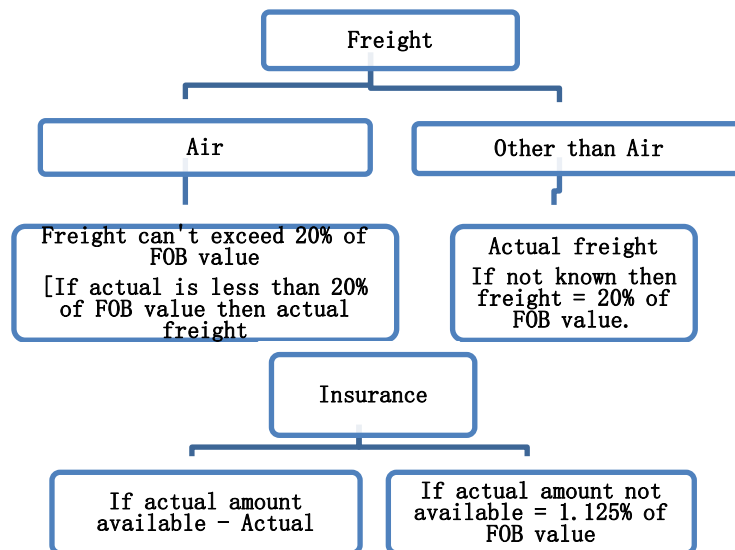 Freight
Air
Other than Air
Freight can't exceed 20% of
FOB value
[If actual is less than 20%
of FOB value then actual
freight
Actual freight
If not known then
freight = 20% of
FOB value.
Insurance
If actual amount
available - Actual
If actual amount not
available = 1.125% of
FOB value